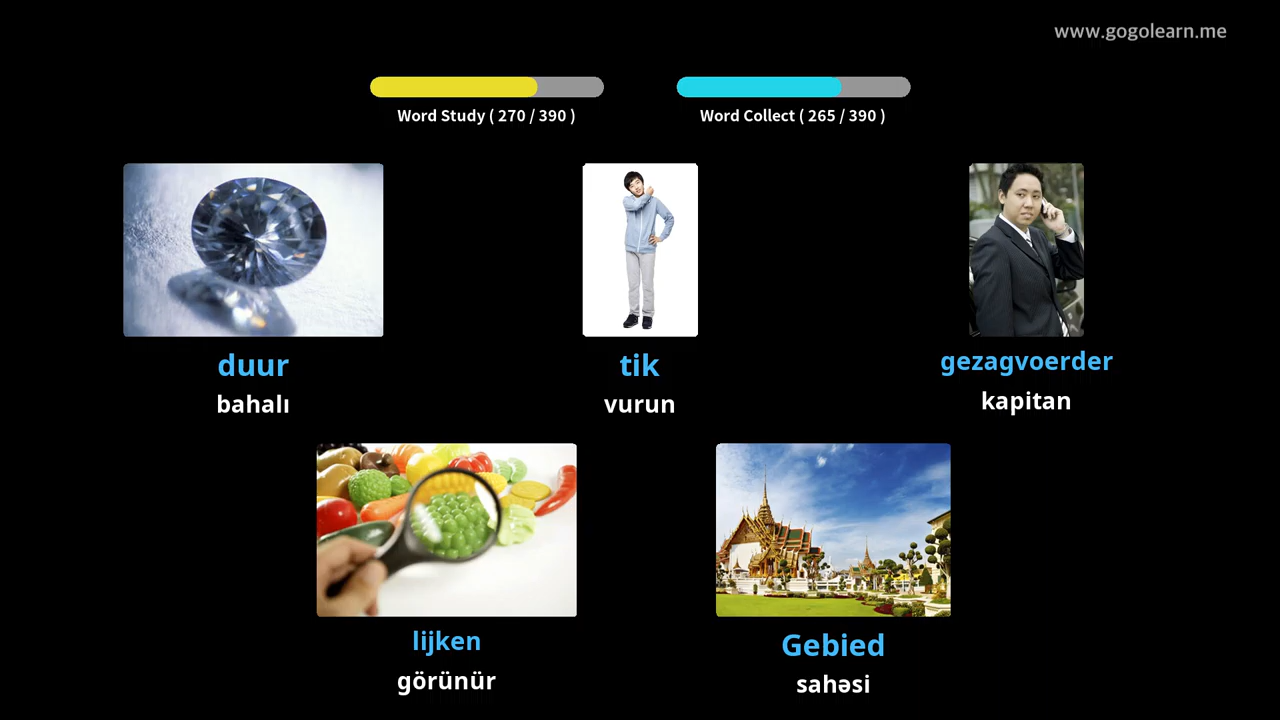 www.gogolearn.me
Word Study ( 270 / 390 )
Word Collect ( 265 / 390 )
duur
bahalı
tik
vurun
gezagvoerder
kapitan
lijken
görünür
Gebied
sahəsi